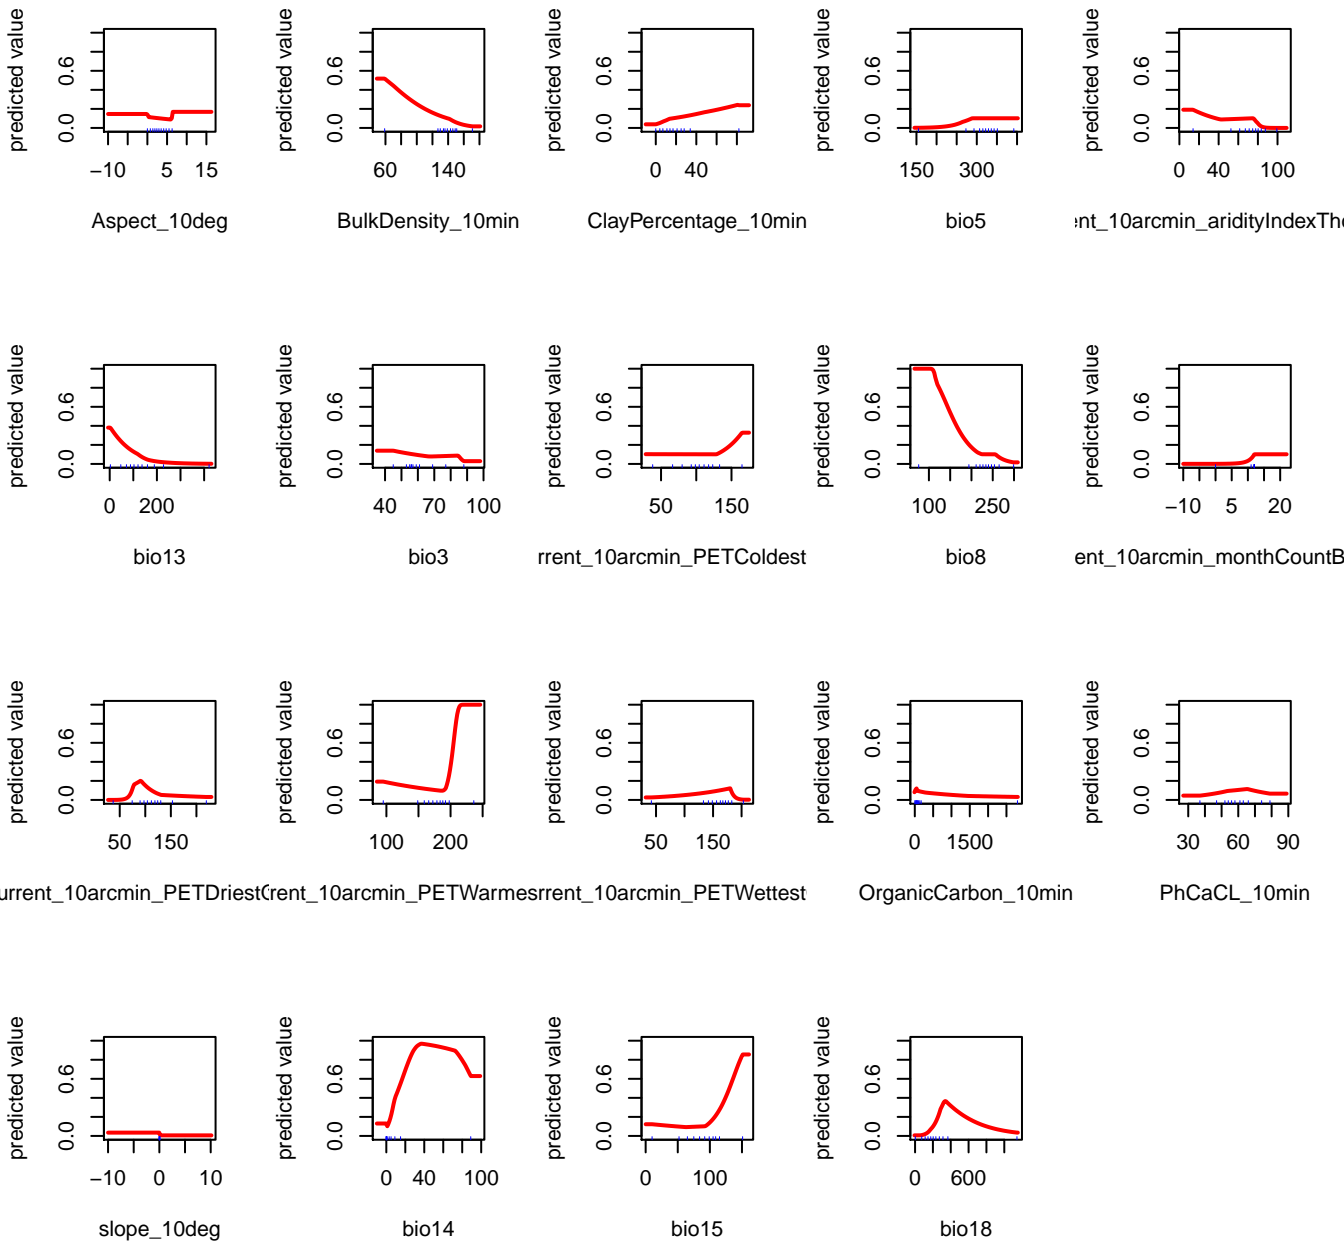 predicted value predicted value predicted value predicted value predicted value
0.0 0.6 0.0 0.6 0.0 0.6 0.0 0.6 0.0 0.6
−10 5 15 60 140 0 40 150 300 0 40 100
Aspect_10deg BulkDensity_10min ClayPercentage_10min bio5 ent_10arcmin_aridityIndexTho
predicted value predicted value predicted value predicted value predicted value
0.0 0.6 0.0 0.6 0.0 0.6 0.0 0.6 0.0 0.6
0 200 40 70 100 50 150 100 250 −10 5 20
bio13 bio3 rrent_10arcmin_PETColdest bio8 ent_10arcmin_monthCountB
predicted value predicted value predicted value predicted value predicted value
0.0 0.6 0.0 0.6 0.0 0.6 0.0 0.6 0.0 0.6
50 150 100 200 50 150 0 1500 30 60 90
urrent_10arcmin_PETDriestQ rent_10arcmin_PETWarmes rrent_10arcmin_PETWettest OrganicCarbon_10min PhCaCL_10min
predicted value predicted value predicted value predicted value
0.0 0.6 0.0 0.6 0.0 0.6 0.0 0.6
−10 0 10 0 40 100 0 100 0 600
slope_10deg bio14 bio15 bio18